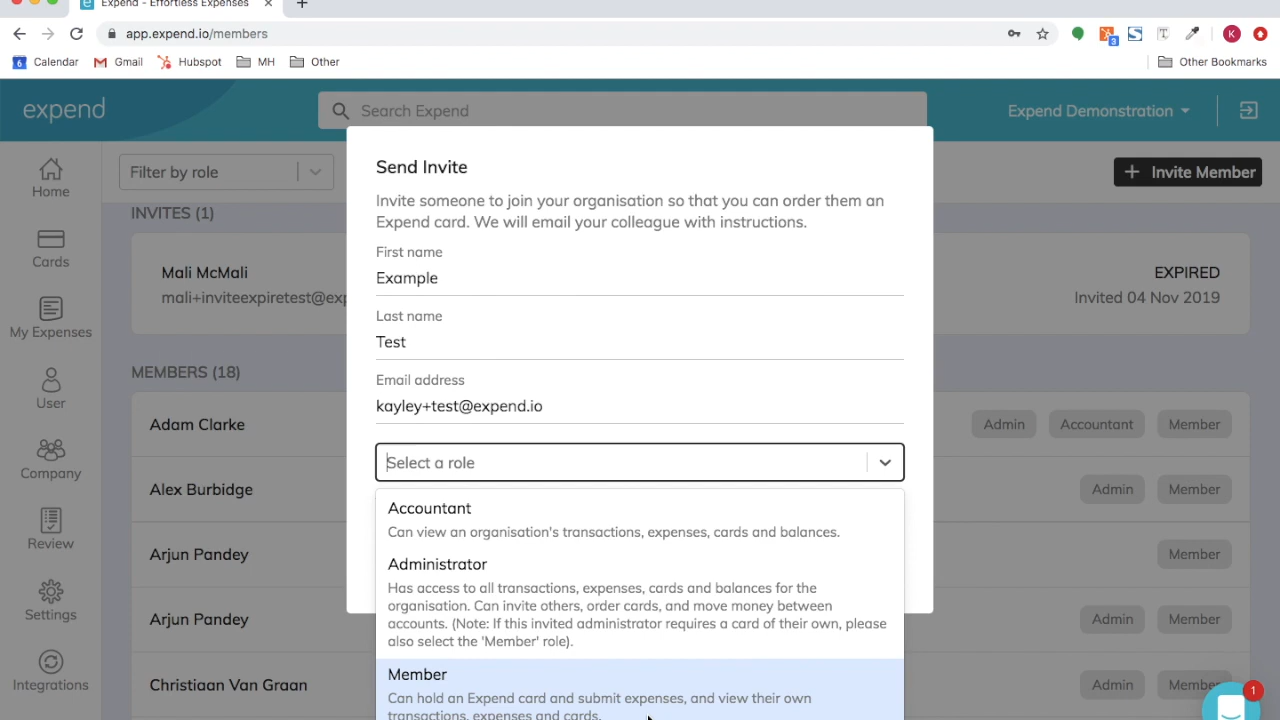 Expend - Effortless Expenses
app.expend.io/members
K
6 Calendar
Gmail
Hubspot
MH
Other
3
T
Other Bookmarks
expend
Search Expend
Expend Demonstration
Filter by role
Invite Member
Home
Cards
My Expenses
User
Company
Review
Settings
Integrations
INVITES (1)
Mali McMali
mali+inviteexpiretest@exp
EXPIRED
Invited 04 Nov 2019
MEMBERS (18)
Adam Clarke
Admin Accountant Member
Alex Burbidge
Admin Member
Arjun Pandey
Member
Arjun Pandey
Admin Member
Christiaan Van Graan
Admin Member
Send Invite
Invite someone to join your organisation so that you can order them an
Expend card. We will email your colleague with instructions.
First name
Example
Last name
Test
Email address
kayley+test@expend.io
Select a role
Accountant
Can view an organisation's transactions, expenses, cards and balances.
Administrator
Has access to all transactions, expenses, cards and balances for the
organisation. Can invite others, order cards, and move money between
accounts. (Note: If this invited administrator requires a card of their own, please
also select the 'Member' role).
Member
Can hold an Expend card and submit expenses, and view their own
transactions, expenses and cards.
1